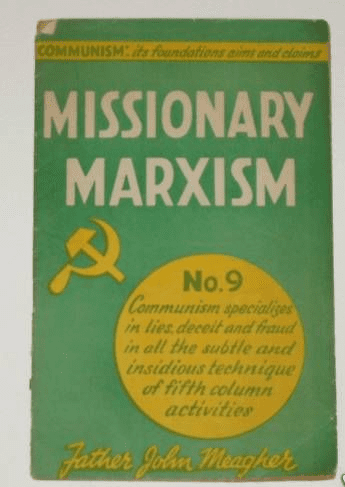 COMMUNISM: its foundations aims and claims
MISSIONARY
MARXISM
No.9
Communism specializes
in lies, deceit and fraud
in all the subtle and
insidious technique
of fifth column
activities
Father John Meagher